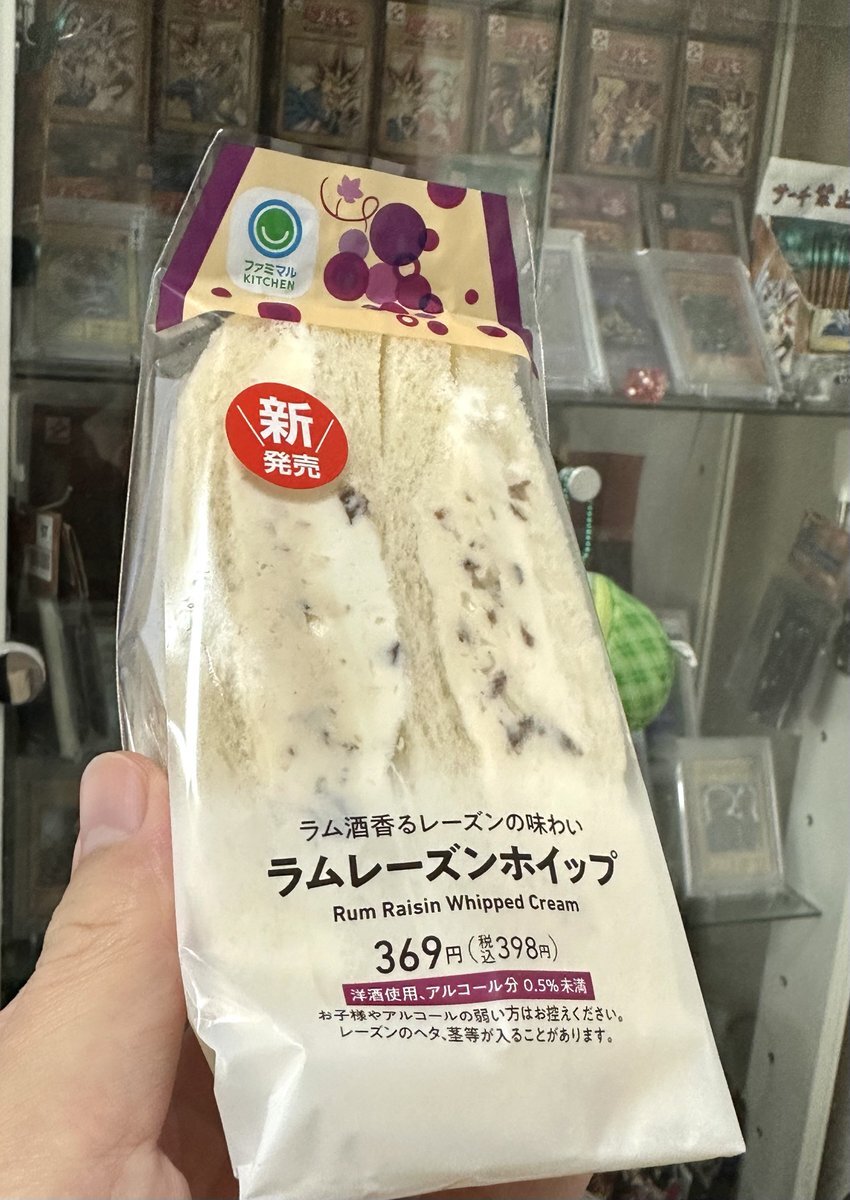 サーチ禁止
ファミマル
KITCHEN
新
発売
ラム酒香るレーズンの味わい
ラムレーズンホイップ
Rum Raisin Whipped Cream
369円(税込398円)
洋酒使用、アルコール分 0.5%未満
お子様やアルコールの弱い方はお控えください。
レーズンのヘタ、茎等が入ることがあります。